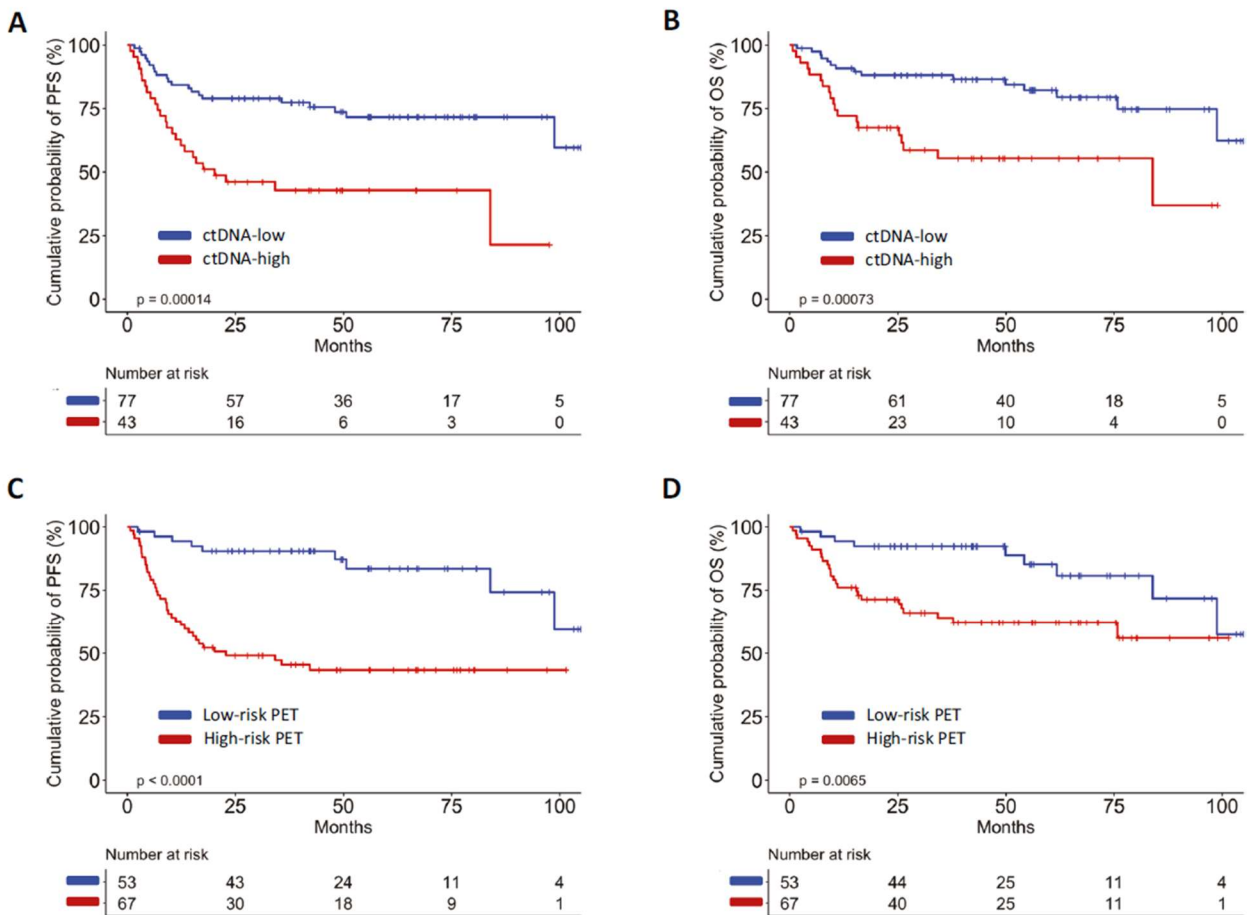 A
Cumulative probability of PFS (%)
100
75
50
25
0
ctDNA-low
ctDNA-high
p = 0.00014
0 25 50 75 100
Months
Number at risk
77 57 36 17 5
43 16 6 3 0
B
Cumulative probability of OS (%)
100
75
50
25
0
ctDNA-low
ctDNA-high
p = 0.00073
0 25 50 75 100
Months
Number at risk
77 61 40 18 5
43 23 10 4 0
C
Cumulative probability of PFS (%)
100
75
50
25
0
Low-risk PET
High-risk PET
p < 0.0001
0 25 50 75 100
Months
Number at risk
53 43 24 11 4
67 30 18 9 1
D
Cumulative probability of OS (%)
100
75
50
25
0
Low-risk PET
High-risk PET
p = 0.0065
0 25 50 75 100
Months
Number at risk
53 44 25 11 4
67 40 25 11 1